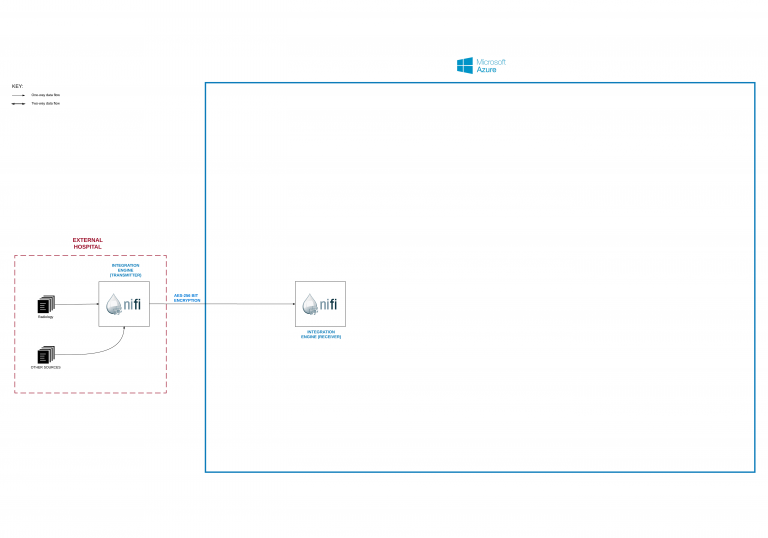 Microsoft
Azure
KEY:
One-way data flow
Two-way data flow
EXTERNAL
HOSPITAL
INTEGRATION
ENGINE
(TRANSMITTER)
nifi
Radiology
OTHER SOURCES
AES-256 BIT
ENCRYPTION
nifi
INTEGRATION
ENGINE (RECEIVER)